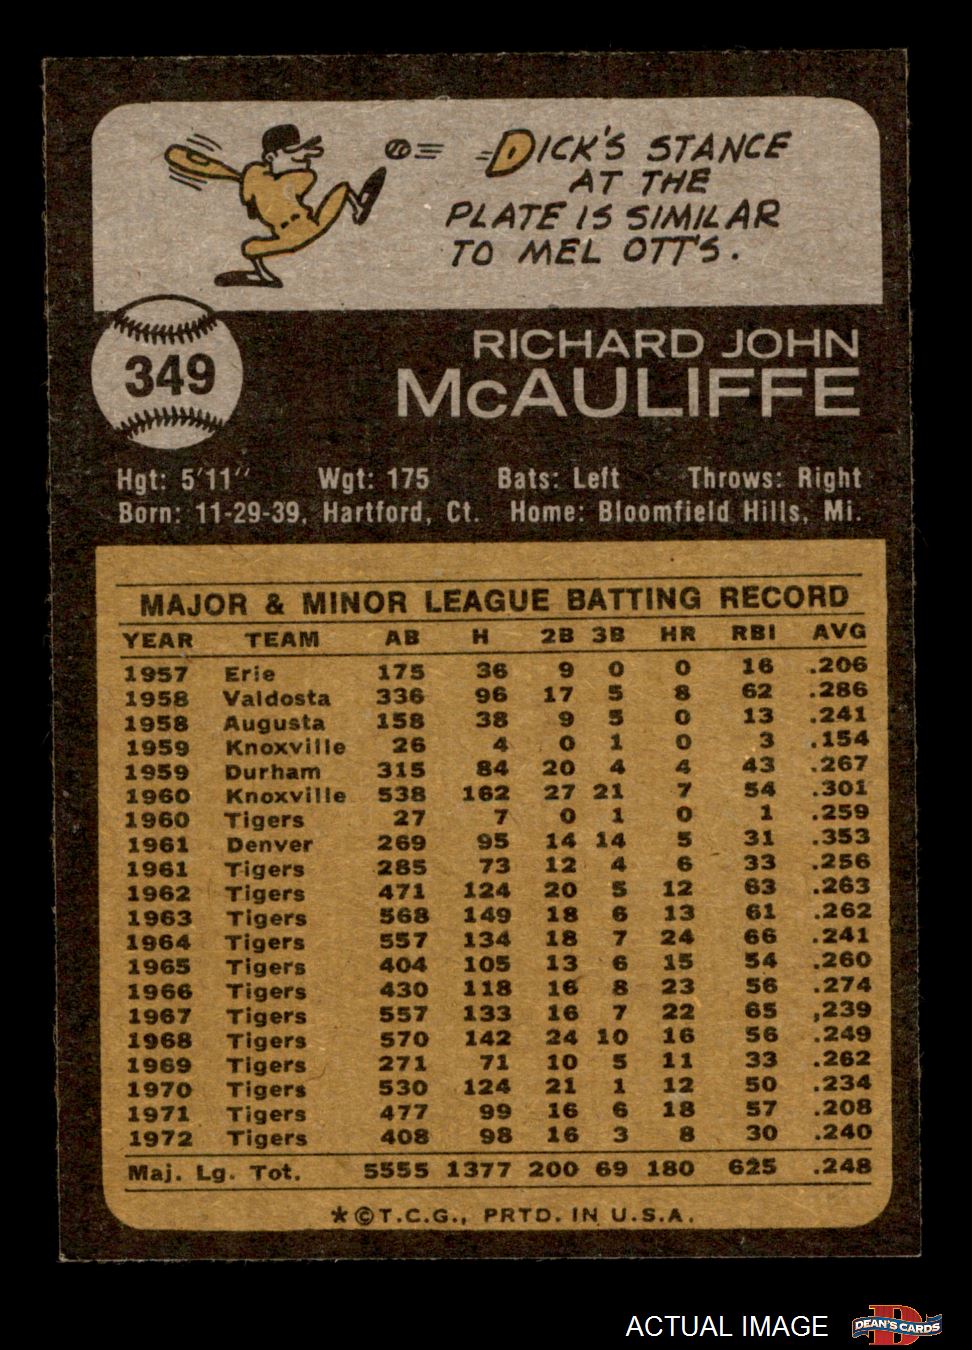 DICK'S STANCE
AT THE
PLATE IS SIMILAR
TO MEL OTT'S.
349
RICHARD JOHN
McAULIFFE
Hgt: 5'11" Wgt: 175 Bats: Left Throws: Right
Born: 11-29-39, Hartford, Ct. Home: Bloomfield Hills, Mi.
MAJOR & MINOR LEAGUE BATTING RECORD
YEAR TEAM AB H 2B 3B HR RBI AVG
1957 Erie 175 36 9 0 0 16 .206
1958 Valdosta 336 96 17 5 8 62 .286
1958 Augusta 158 38 9 5 0 13 .241
1959 Knoxville 26 4 0 1 0 3 .154
1959 Durham 315 84 20 4 4 43 .267
1960 Knoxville 538 162 27 21 7 54 .301
1960 Tigers 27 7 0 1 0 1 .259
1961 Denver 269 95 14 14 5 31 .353
1961 Tigers 285 73 12 4 6 33 .256
1962 Tigers 471 124 20 5 12 63 .263
1963 Tigers 568 149 18 6 13 61 .262
1964 Tigers 557 134 18 7 24 66 .241
1965 Tigers 404 105 13 6 15 54 .260
1966 Tigers 430 118 16 8 23 56 .274
1967 Tigers 557 133 16 7 22 65 ,239
1968 Tigers 570 142 24 10 16 56 .249
1969 Tigers 271 71 10 5 11 33 .262
1970 Tigers 530 124 21 1 12 50 .234
1971 Tigers 477 99 16 6 18 57 .208
1972 Tigers 408 98 16 3 8 30 .240
Maj. Lg. Tot. 5555 1377 200 69 180 625 .248
*©T.C.G., PRTD. IN U.S.A.
ACTUAL IMAGE
D
DEAN'S CARDS